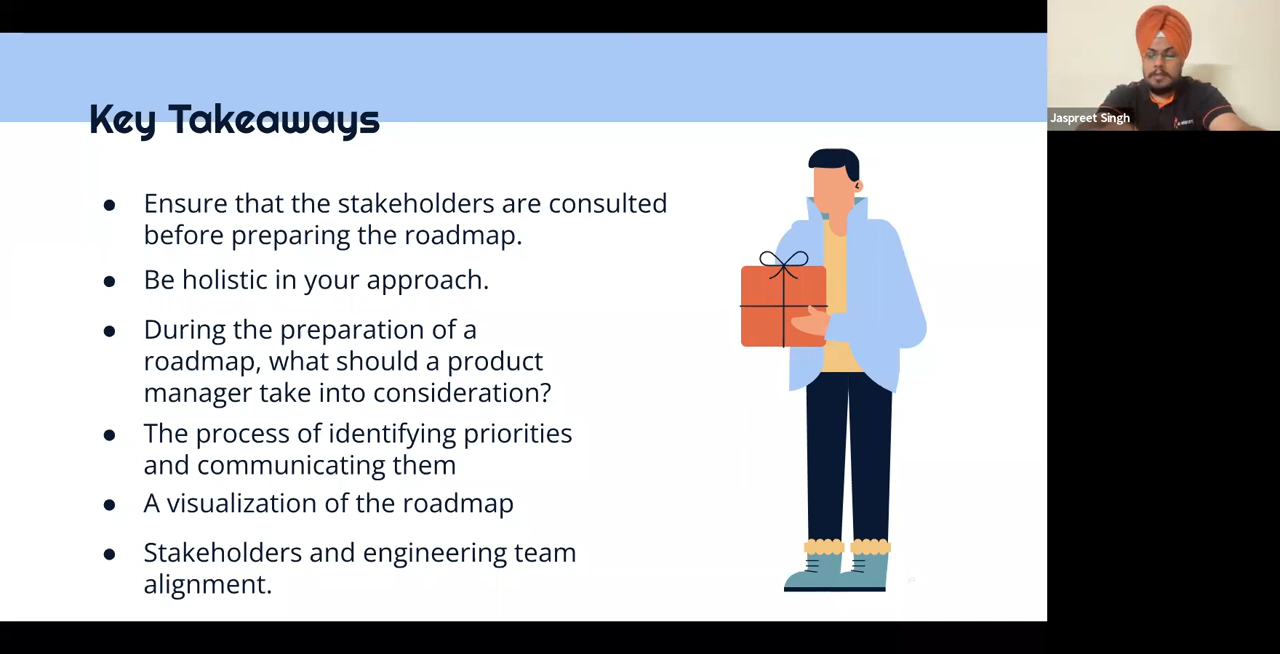 Key Takeaways
Ensure that the stakeholders are consulted
before preparing the roadmap.
Be holistic in your approach.
During the preparation of a
roadmap, what should a product
manager take into consideration?
The process of identifying priorities
and communicating them
A visualization of the roadmap
Stakeholders and engineering team
alignment.
Jaspreet Singh